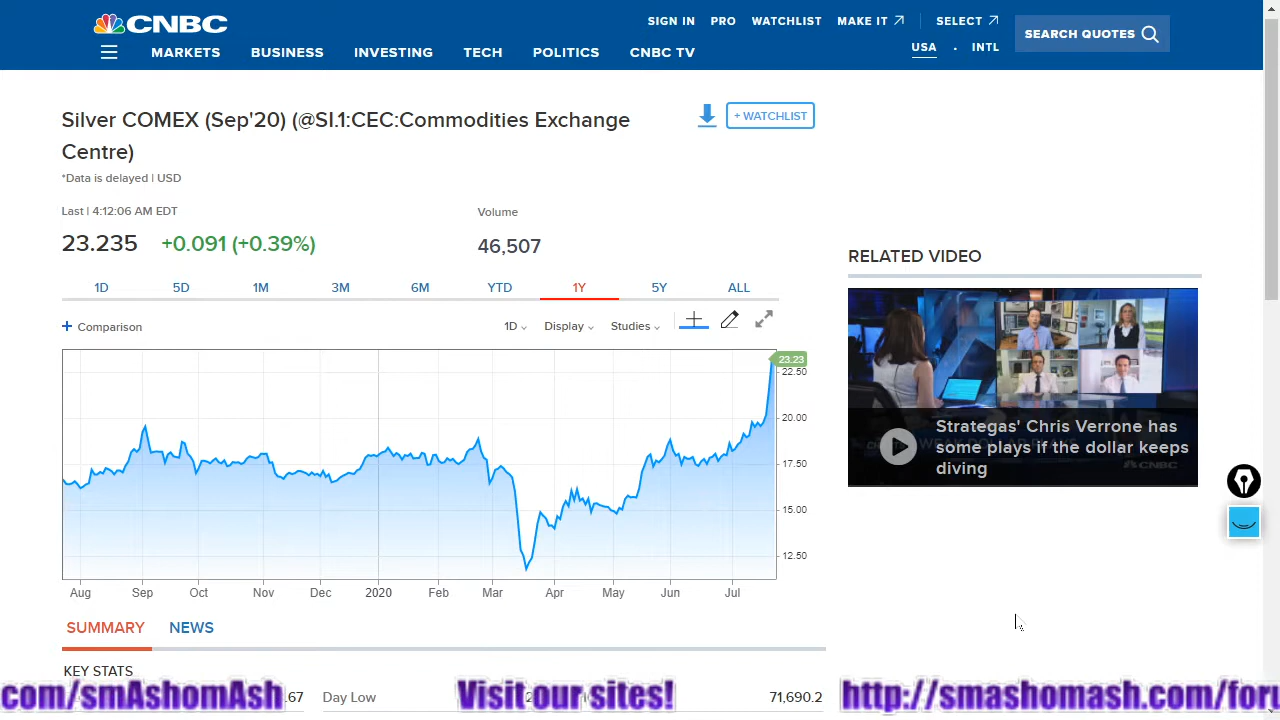 CNBC
SIGN IN PRO WATCHLIST MAKE IT SELECT
USA . INTL
SEARCH QUOTES
MARKETS BUSINESS INVESTING TECH POLITICS CNBC TV
Silver COMEX (Sep'20) (@SI.1:CEC:Commodities Exchange
Centre)
+ WATCHLIST
*Data is delayed | USD
Last | 4:12:06 AM EDT
Volume
23.235 +0.091 (+0.39%)
46,507
1D 5D 1M 3M 6M YTD 1Y 5Y ALL
+ Comparison
1D Display Studies
23.23
22.50
20.00
17.50
15.00
12.50
Aug Sep Oct Nov Dec 2020 Feb Mar Apr May Jun Jul
RELATED VIDEO
Strategas' Chris Verrone has
some plays if the dollar keeps
diving
CNBC
SUMMARY NEWS
KEY STATS
67 Day Low 71,690.2
com/smAshomAsh Visit our sites! http://smashomash.com/for